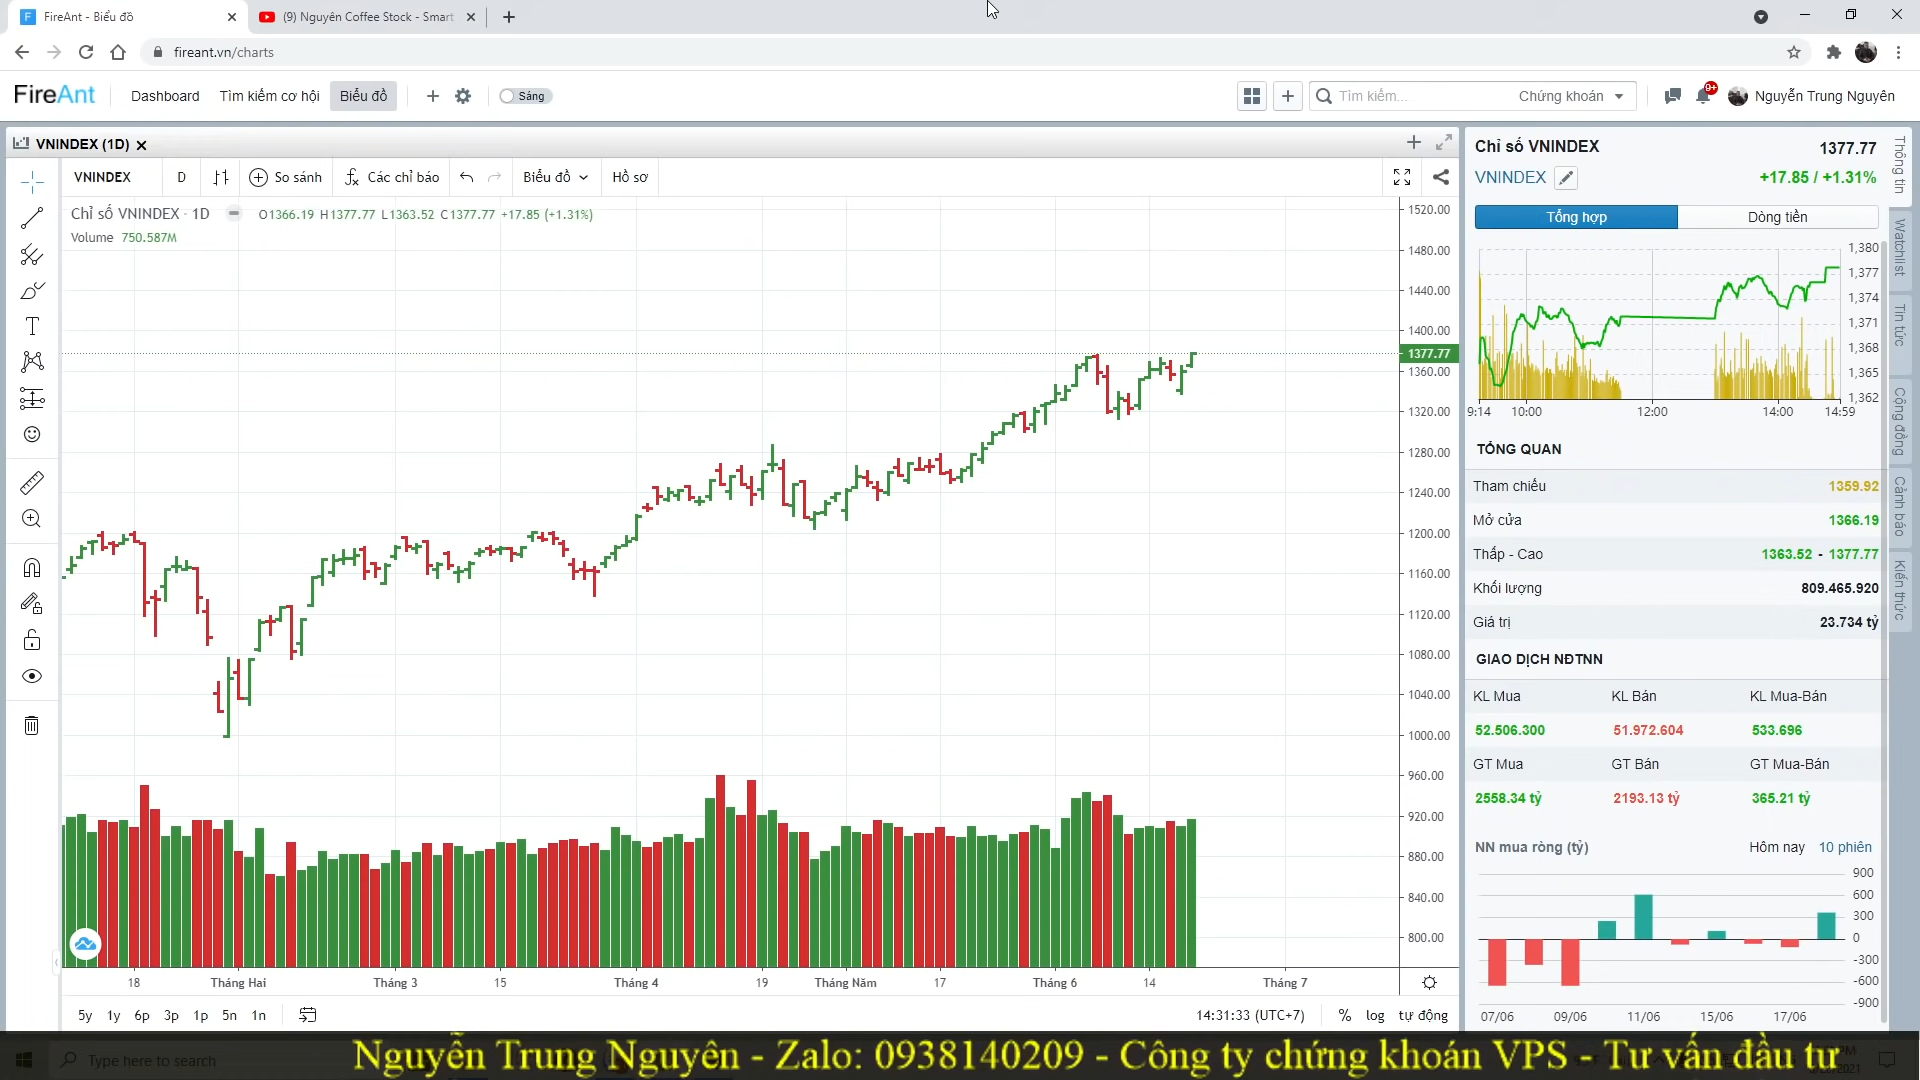 FireAnt - Biểu đồ
(9) Nguyên Coffee Stock - Smart
fireant.vn/charts
FireAnt
Dashboard
Tìm kiếm cơ hội
Biểu đồ
Sáng
Tìm kiếm...
Chứng khoán
9+
Nguyễn Trung Nguyên
VNINDEX (1D)
VNINDEX
D
So sánh
Các chỉ báo
Biểu đồ
Hồ sơ
Chỉ số VNINDEX · 1D
O1366.19 H1377.77 L1363.52 C1377.77 +17.85 (+1.31%)
Volume 750.587M
1520.00
1480.00
1440.00
1400.00
1377.77
1360.00
1320.00
1280.00
1240.00
1200.00
1160.00
1120.00
1080.00
1040.00
1000.00
960.00
920.00
880.00
840.00
800.00
18
Tháng Hai
Tháng 3
15
Tháng 4
19
Tháng Năm
17
Tháng 6
14
Tháng 7
5y 1y 6p 3p 1p 5n 1n
14:31:33 (UTC+7)
% log tự động
Chỉ số VNINDEX
1377.77
VNINDEX
+17.85 / +1.31%
Tổng hợp
Dòng tiền
1,380
1,377
1,374
1,371
1,368
1,365
1,362
9:14 10:00 12:00 14:00 14:59
TỔNG QUAN
Tham chiếu 1359.92
Mở cửa 1366.19
Thấp - Cao 1363.52 - 1377.77
Khối lượng 809.465.920
Giá trị 23.734 tỷ
GIAO DỊCH NĐTNN
KL Mua KL Bán KL Mua-Bán
52.506.300 51.972.604 533.696
GT Mua GT Bán GT Mua-Bán
2558.34 tỷ 2193.13 tỷ 365.21 tỷ
NN mua ròng (tỷ)
Hôm nay 10 phiên
900
600
300
0
-300
-600
-900
07/06 09/06 11/06 15/06 17/06
Thông tin
Watchlist
Tin tức
Cộng đồng
Cảnh báo
Kiến thức
Type here to search
Nguyễn Trung Nguyên - Zalo: 0938140209 - Công ty chứng khoán VPS - Tư vấn đầu tư